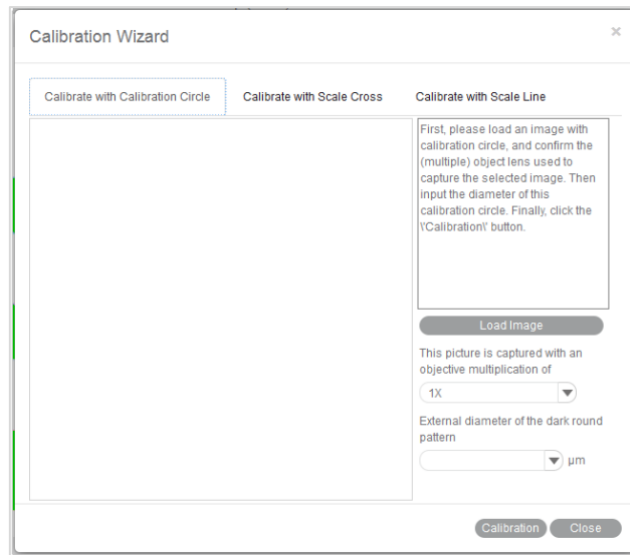 Calibration Wizard
×
Calibrate with Calibration Circle
Calibrate with Scale Cross
Calibrate with Scale Line
First, please load an image with
calibration circle, and confirm the
(multiple) object lens used to
capture the selected image. Then
input the diameter of this
calibration circle. Finally, click the
\'Calibration\' button.
Load Image
This picture is captured with an
objective multiplication of
1X
External diameter of the dark round
pattern
µm
Calibration
Close